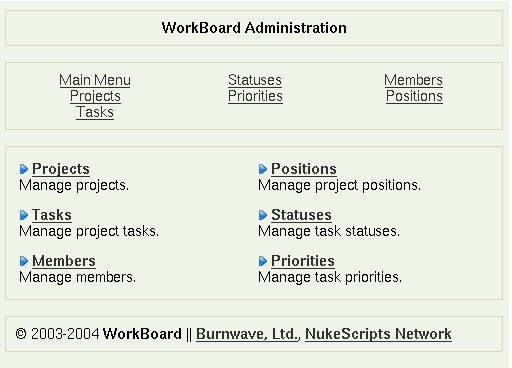 WorkBoard Administration
Main Menu Statuses Members
Projects Priorities Positions
Tasks
Projects Positions
Manage projects. Manage project positions.
Tasks Statuses
Manage project tasks. Manage task statuses.
Members Priorities
Manage members. Manage task priorities.
© 2003-2004 WorkBoard || Burnwave, Ltd., NukeScripts Network